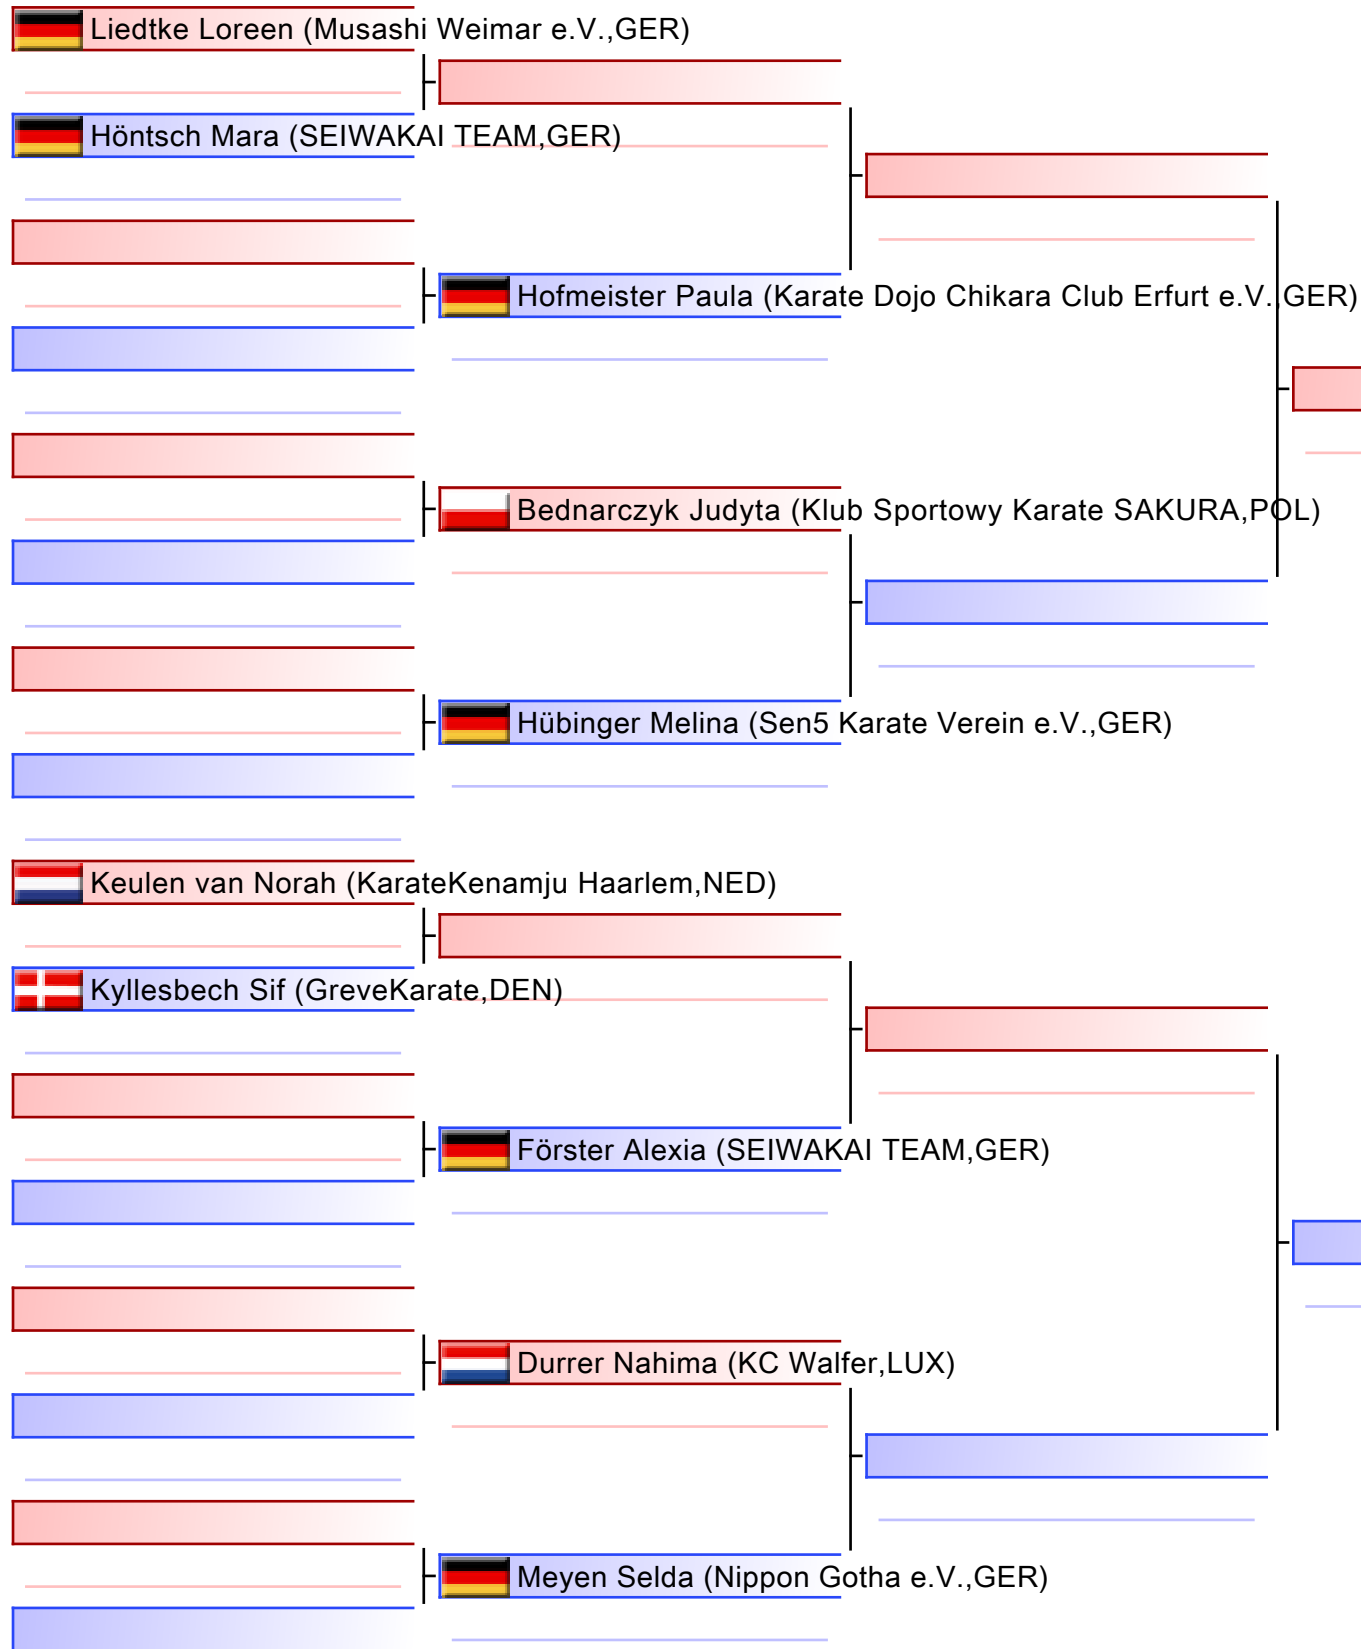 Liedtke Loreen (Musashi Weimar e.V.,GER)
Höntsch Mara (SEIWAKAI TEAM,GER)
Hofmeister Paula (Karate Dojo Chikara Club Erfurt e.V.,GER)
Bednarczyk Judyta (Klub Sportowy Karate SAKURA,POL)
Hübinger Melina (Sen5 Karate Verein e.V.,GER)
Keulen van Norah (KarateKenamju Haarlem,NED)
Kyllesbech Sif (GreveKarate,DEN)
Förster Alexia (SEIWAKAI TEAM,GER)
Durrer Nahima (KC Walfer,LUX)
Meyen Selda (Nippon Gotha e.V.,GER)